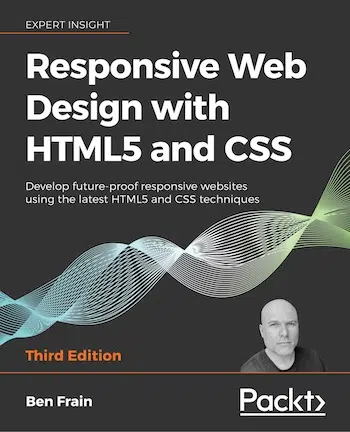 EXPERT INSIGHT
Responsive Web
Design with
HTML5 and CSS
Develop future-proof responsive websites
using the latest HTML5 and CSS techniques
Third Edition
Ben Frain
Packt>